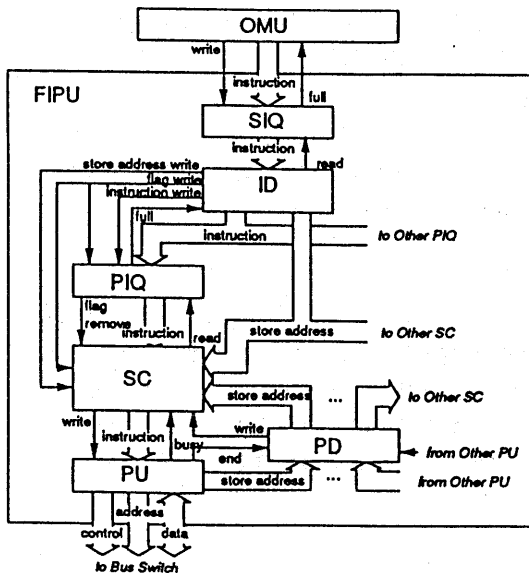 OMU
write
instruction
full
FIPU
SIQ
instruction
read
store address write
flag write
instruction write
ID
full
instruction
to Other PIQ
PIQ
flag
remove
instruction
read
store address
to Other SC
SC
store address
...
to Other SC
write
instruction
busy
write
end
PD
from Other PU
PU
store address
...
from Other PU
address
control
data
to Bus Switch